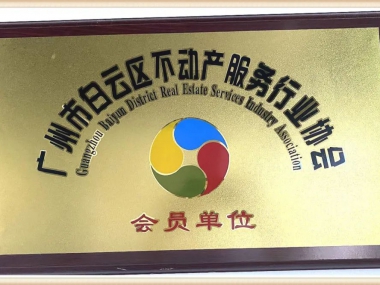 广州市白云区不动产服务行业协会
Guangzhou Baiyun District Real Estate Services Industry Association
会员单位